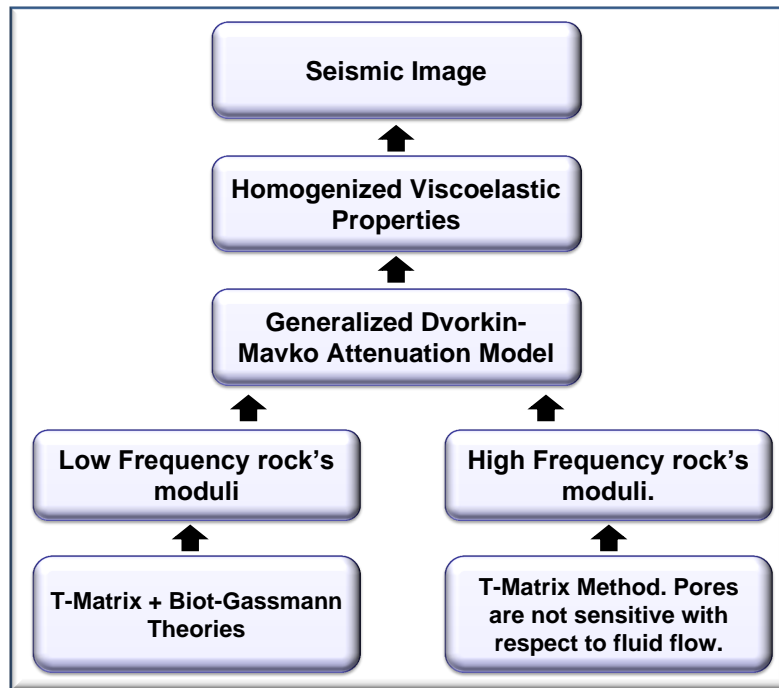 Seismic Image
Homogenized Viscoelastic
Properties
Generalized Dvorkin-
Mavko Attenuation Model
Low Frequency rock's
moduli
High Frequency rock's
moduli.
T-Matrix + Biot-Gassmann
Theories
T-Matrix Method. Pores
are not sensitive with
respect to fluid flow.